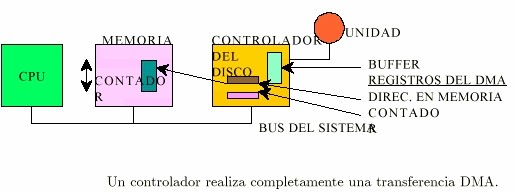 MEMORIA
CONTROLADOR
DEL
DISCO
UNIDAD
CPU
CONTADO
R
BUFFER
REGISTROS DEL DMA
DIREC. EN MEMORIA
CONTADO
R
BUS DEL SISTEMA
Un controlador realiza completamente una transferencia DMA.